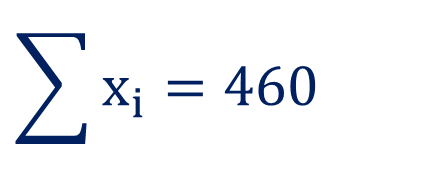 ∑ xᵢ = 460